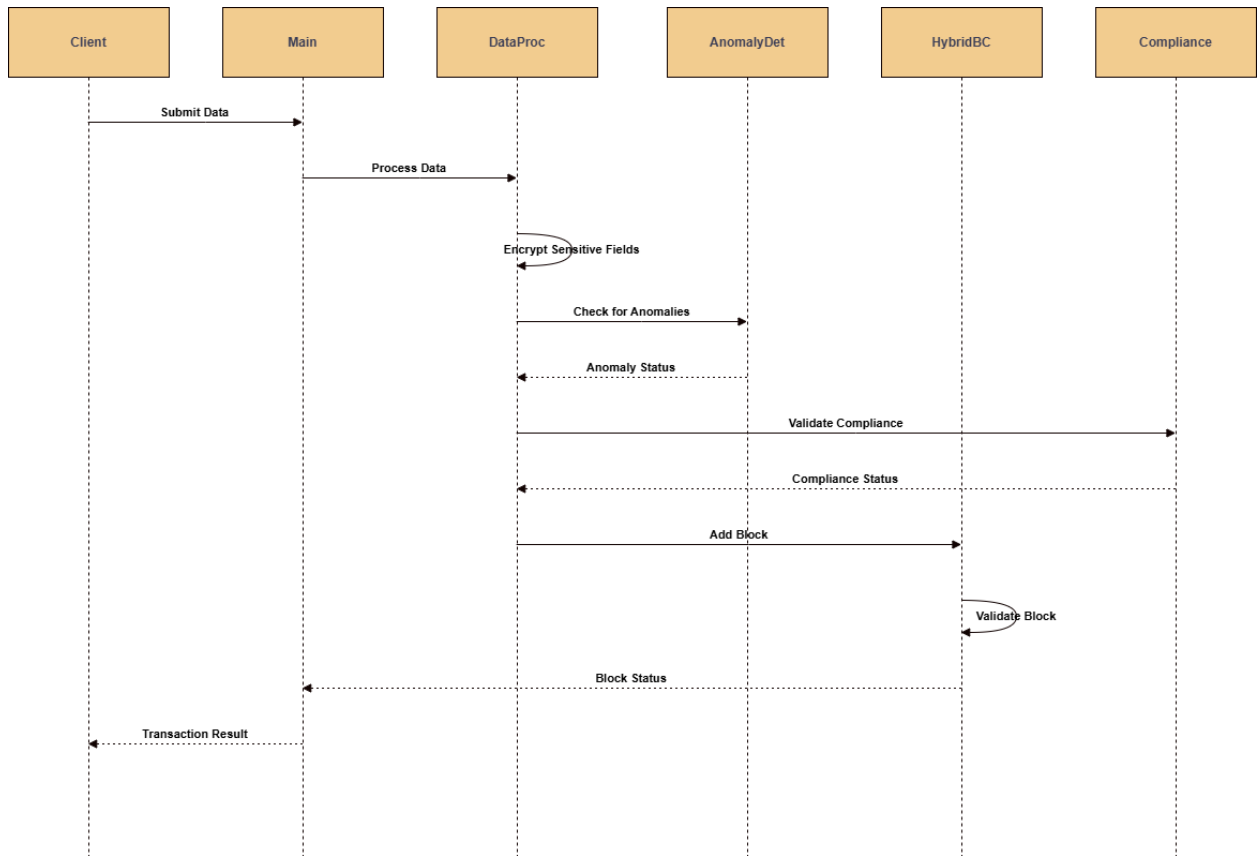 Client
Main
DataProc
AnomalyDet
HybridBC
Compliance
Submit Data
Process Data
Encrypt Sensitive Fields
Check for Anomalies
Anomaly Status
Validate Compliance
Compliance Status
Add Block
Validate Block
Block Status
Transaction Result